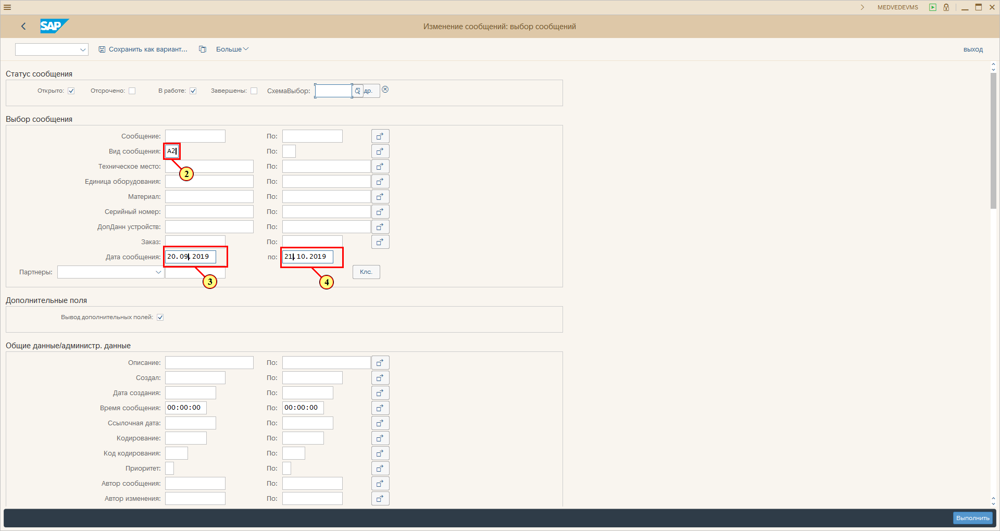 MEDVEDEVMS
SAP
Изменение сообщений: выбор сообщений
Сохранить как вариант...
Больше
ВЫХОД
Статус сообщения
Открыто:
Отсрочено:
В работе:
Завершены:
СхемаВыбор:
др.
Выбор сообщения
Сообщение:
По:
Вид сообщения: A2
По:
2
Техническое место:
По:
Единица оборудования:
По:
Материал:
По:
Серийный номер:
По:
ДопДанн устройств:
По:
Заказ:
По:
Дата сообщения: 20.09.2019
по: 21.10.2019
Партнеры:
Клс.
3
4
Дополнительные поля
Вывод дополнительных полей:
Общие данные/администр. данные
Описание:
По:
Создал:
По:
Дата создания:
По:
Время сообщения: 00:00:00
По: 00:00:00
Ссылочная дата:
По:
Кодирование:
По:
Код кодирования:
По:
Приоритет:
По:
Автор сообщения:
По:
Автор изменения:
По:
Выполнить